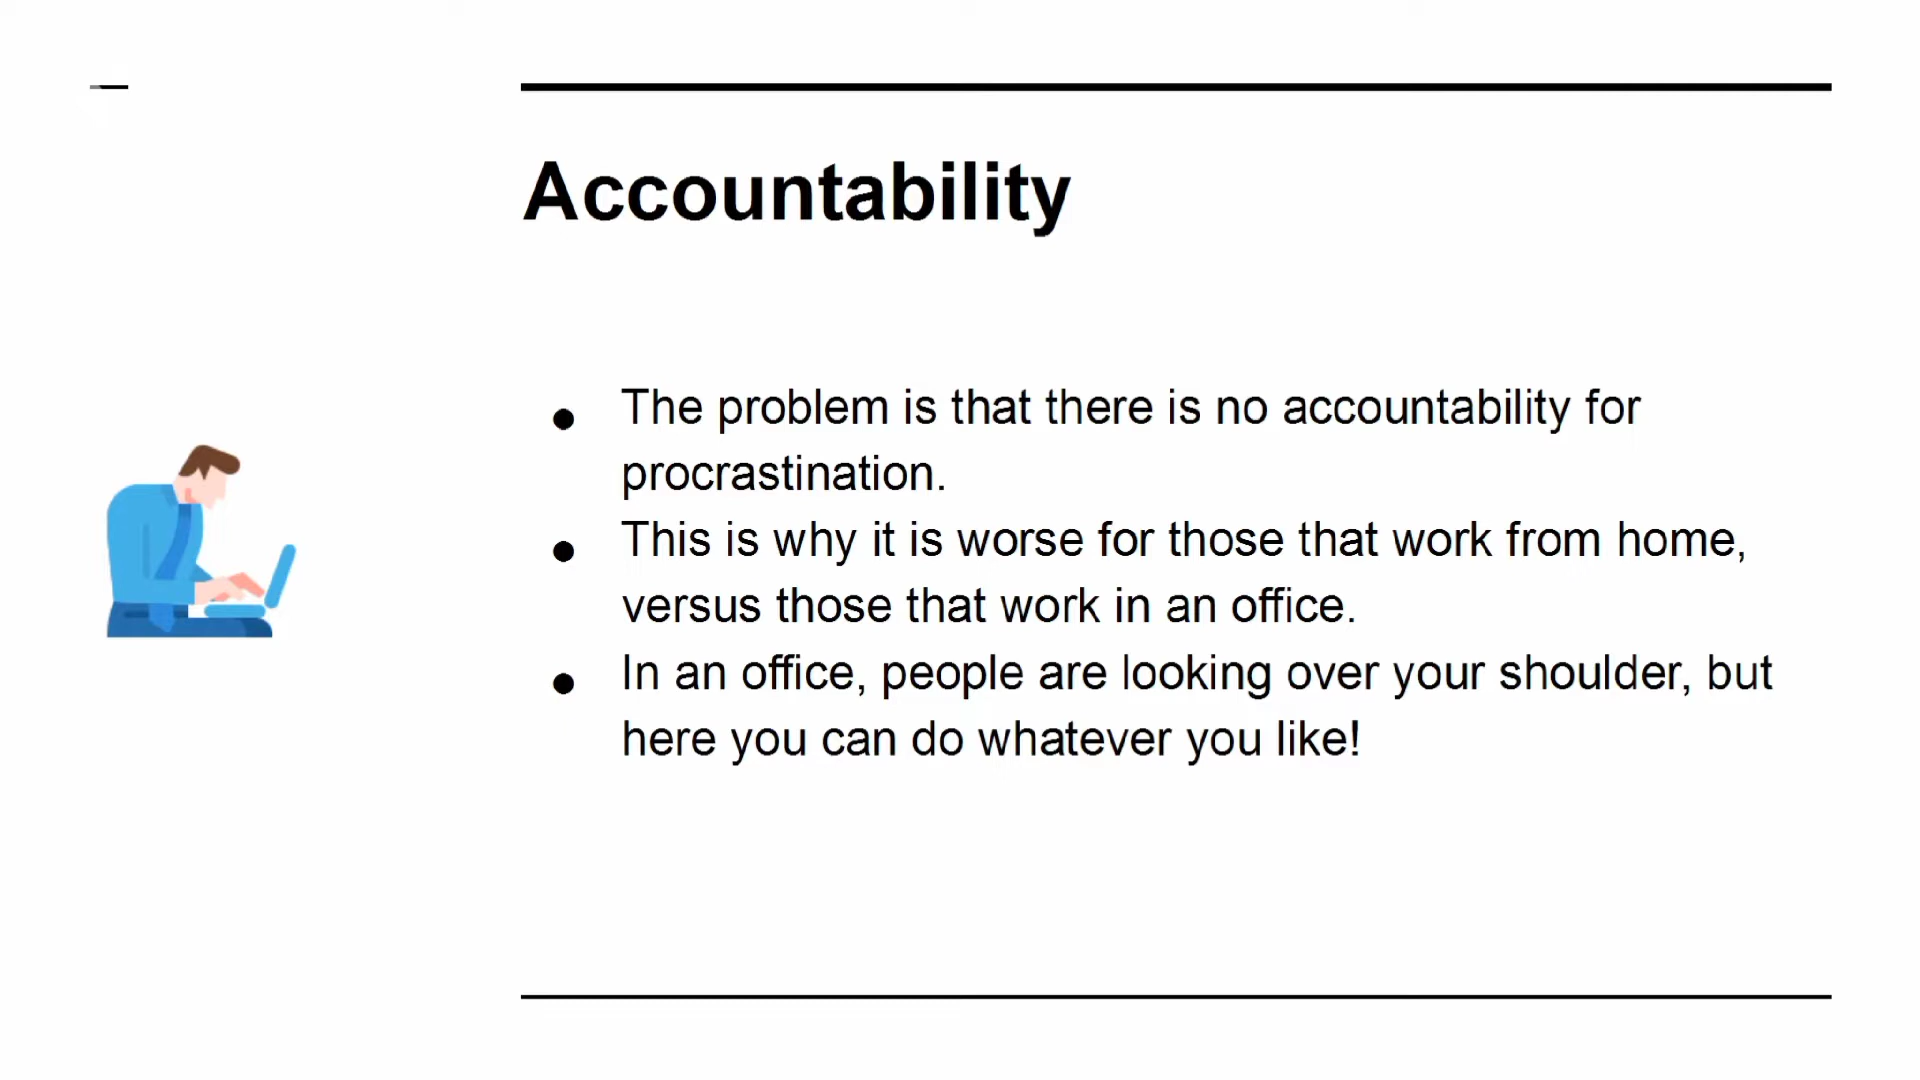 Accountability
The problem is that there is no accountability for
procrastination.
This is why it is worse for those that work from home,
versus those that work in an office.
In an office, people are looking over your shoulder, but
here you can do whatever you like!